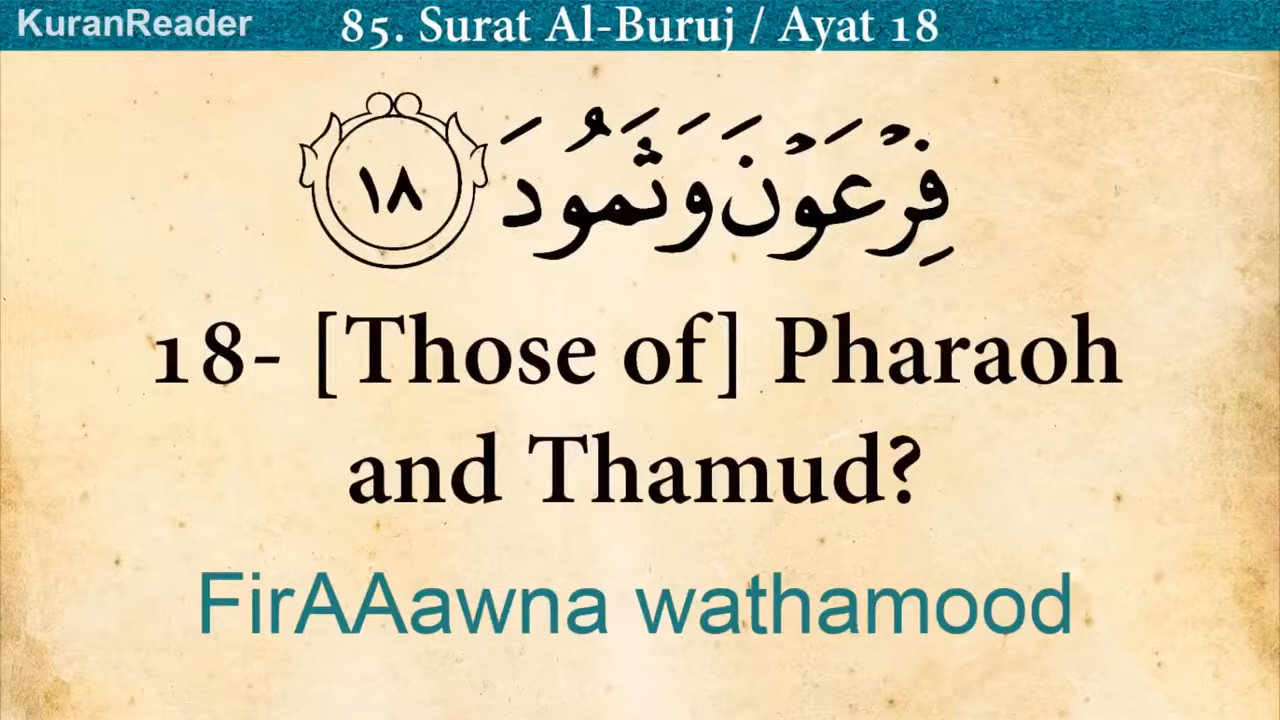 KuranReader
85. Surat Al-Buruj / Ayat 18
فِرْعَوْنَ وَثَمُودَ ١٨
18- [Those of] Pharaoh
and Thamud?
FirAAawna wathamood